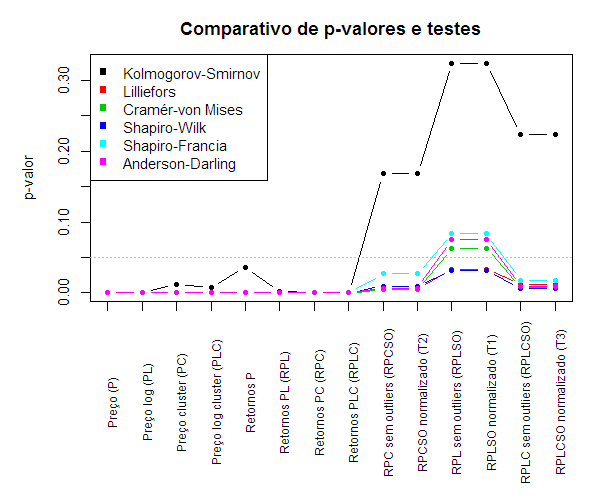 Comparativo de p-valores e testes
Kolmogorov-Smirnov
Lilliefors
Cramér-von Mises
Shapiro-Wilk
Shapiro-Francia
Anderson-Darling
p-valor
0.30
0.20
0.10
0.00
Preço (P)
Preço log (PL)
Preço cluster (PC)
Preço log cluster (PLC)
Retornos P
Retornos PL (RPL)
Retornos PC (RPC)
Retornos PLC (RPLC)
RPC sem outliers (RPCSO)
RPCSO normalizado (T2)
RPL sem outliers (RPLSO)
RPLSO normalizado (T1)
RPLC sem outliers (RPLCSO)
RPLCSO normalizado (T3)